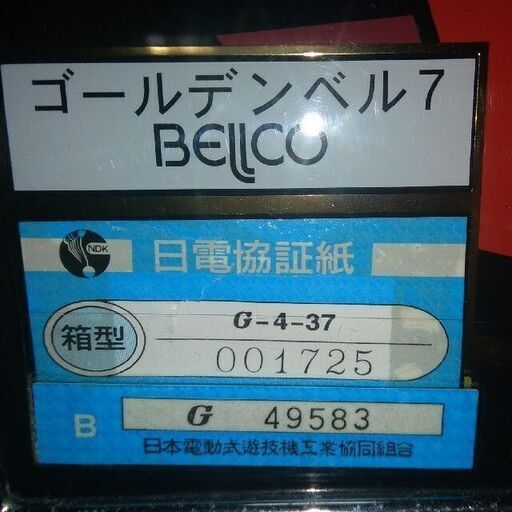 ゴールデンベル7
BELLCO
NDK
日電協証紙
箱型
G-4-37
001725
B
G 49583
日本電動式遊技機工業協同組合